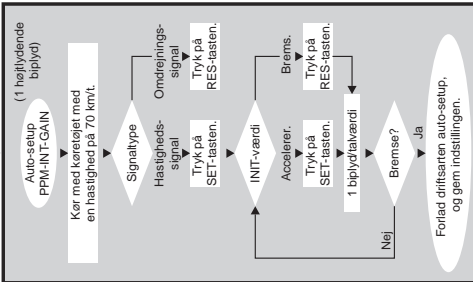 (1 højtlydende
biplyd)
Auto-setup
PPM-INT-GAIN
Kør med køretøjet med
en hastighed på 70 km/t.
Signaltype
Hastigheds-
signal
Omdrejnings-
signal
Tryk på
SET-tasten.
Tryk på
RES-tasten.
INIT-værdi
Accelerer.
Brems.
Tryk på
SET-tasten.
Tryk på
RES-tasten.
1 biplyd/talværdi
Bremse?
Nej
Ja
Forlad driftsarten auto-setup,
og gem indstillingen.